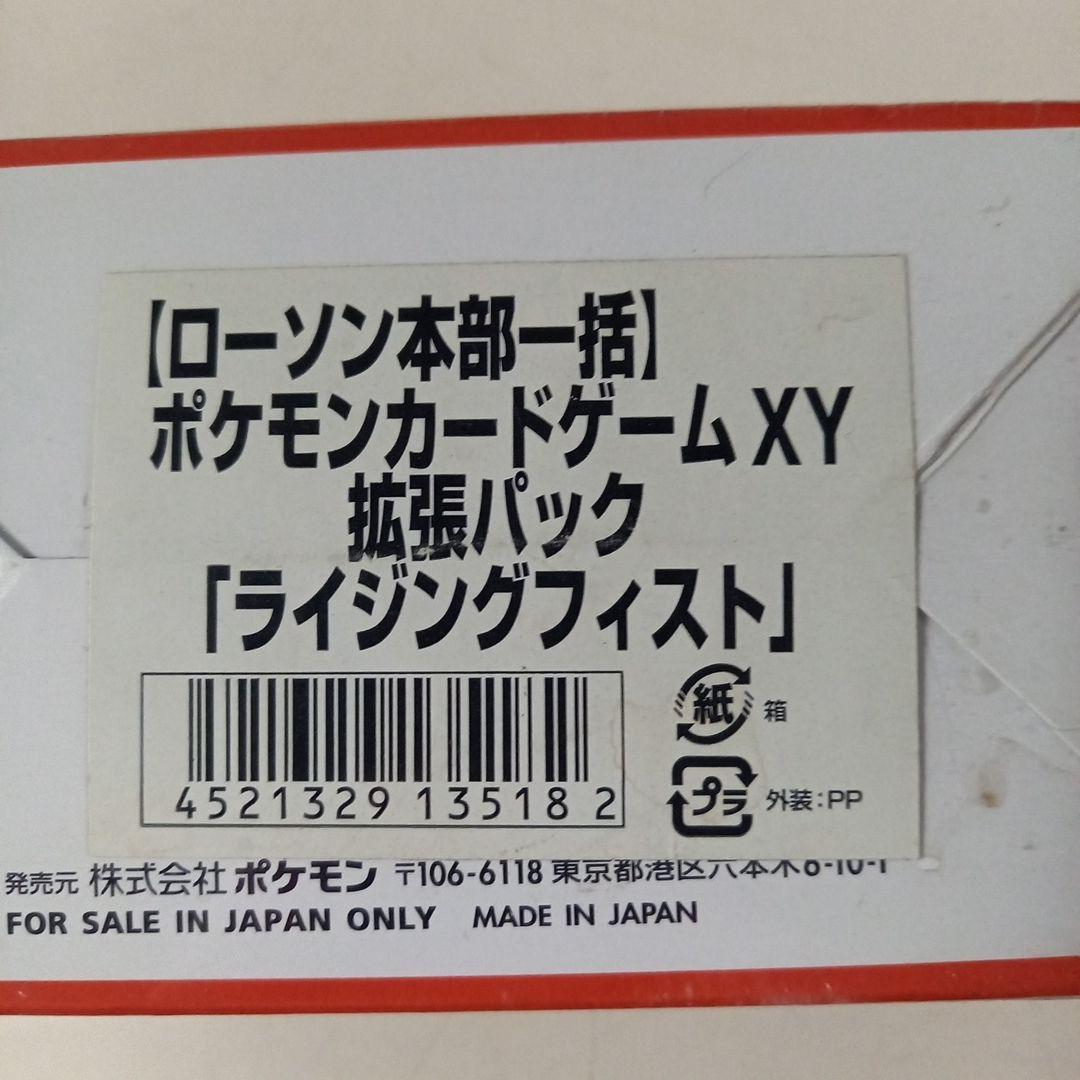 【ローソン本部一括】
ポケモンカードゲームXY
拡張パック
「ライジングフィスト」
4521329135182
紙 箱
プラ 外装:PP
発売元 株式会社ポケモン 〒106-6118 東京都港区六本木6-10-1
FOR SALE IN JAPAN ONLY MADE IN JAPAN